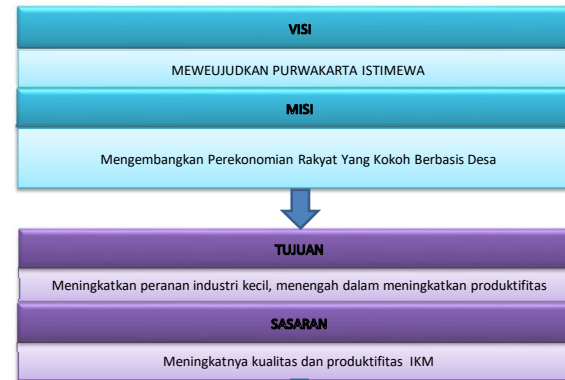 VISI
MEWEUJUDKAN PURWAKARTA ISTIMEWA
MISI
Mengembangkan Perekonomian Rakyat Yang Kokoh Berbasis Desa
TUJUAN
Meningkatkan peranan industri kecil, menengah dalam meningkatkan produktifitas
SASARAN
Meningkatnya kualitas dan produktifitas IKM